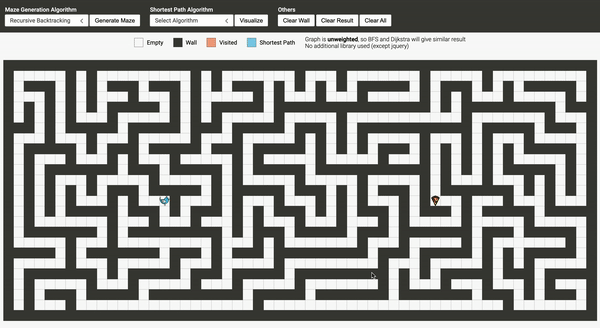 Maze Generation Algorithm
Shortest Path Algorithm
Others
Recursive Backtracking
Generate Maze
Select Algorithm
Visualize
Clear Wall
Clear Result
Clear All
Empty
Wall
Visited
Shortest Path
Graph is unweighted, so BFS and Dijkstra will give similar result
No additional library used (except jquery)